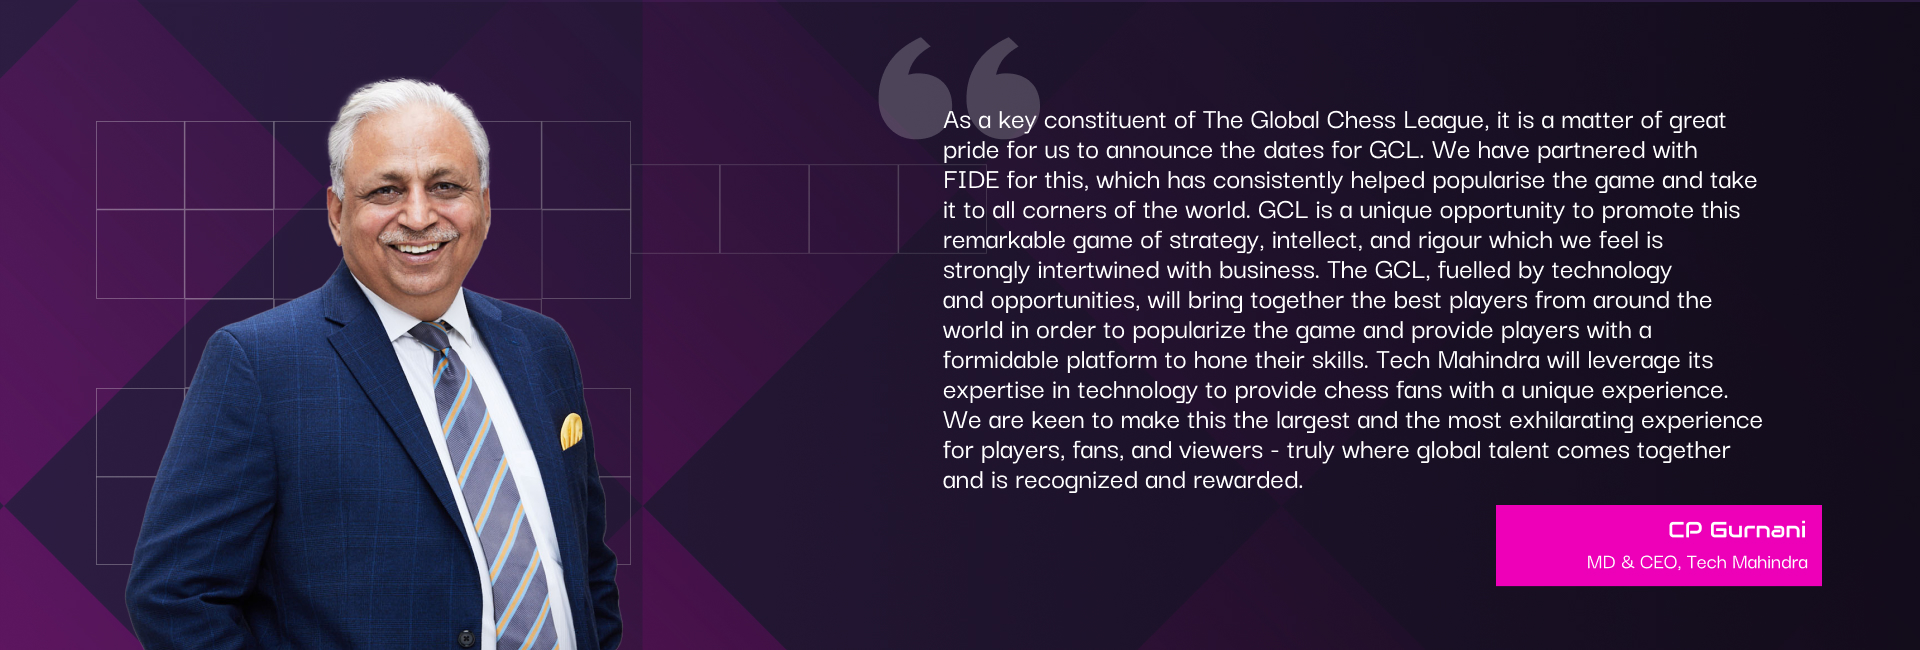 As a key constituent of The Global Chess League, it is a matter of great
pride for us to announce the dates for GCL. We have partnered with
FIDE for this, which has consistently helped popularise the game and take
it to all corners of the world. GCL is a unique opportunity to promote this
remarkable game of strategy, intellect, and rigour which we feel is
strongly intertwined with business. The GCL, fuelled by technology
and opportunities, will bring together the best players from around the
world in order to popularize the game and provide players with a
formidable platform to hone their skills. Tech Mahindra will leverage its
expertise in technology to provide chess fans with a unique experience.
We are keen to make this the largest and the most exhilarating experience
for players, fans, and viewers - truly where global talent comes together
and is recognized and rewarded.
CP Gurnani
MD & CEO, Tech Mahindra